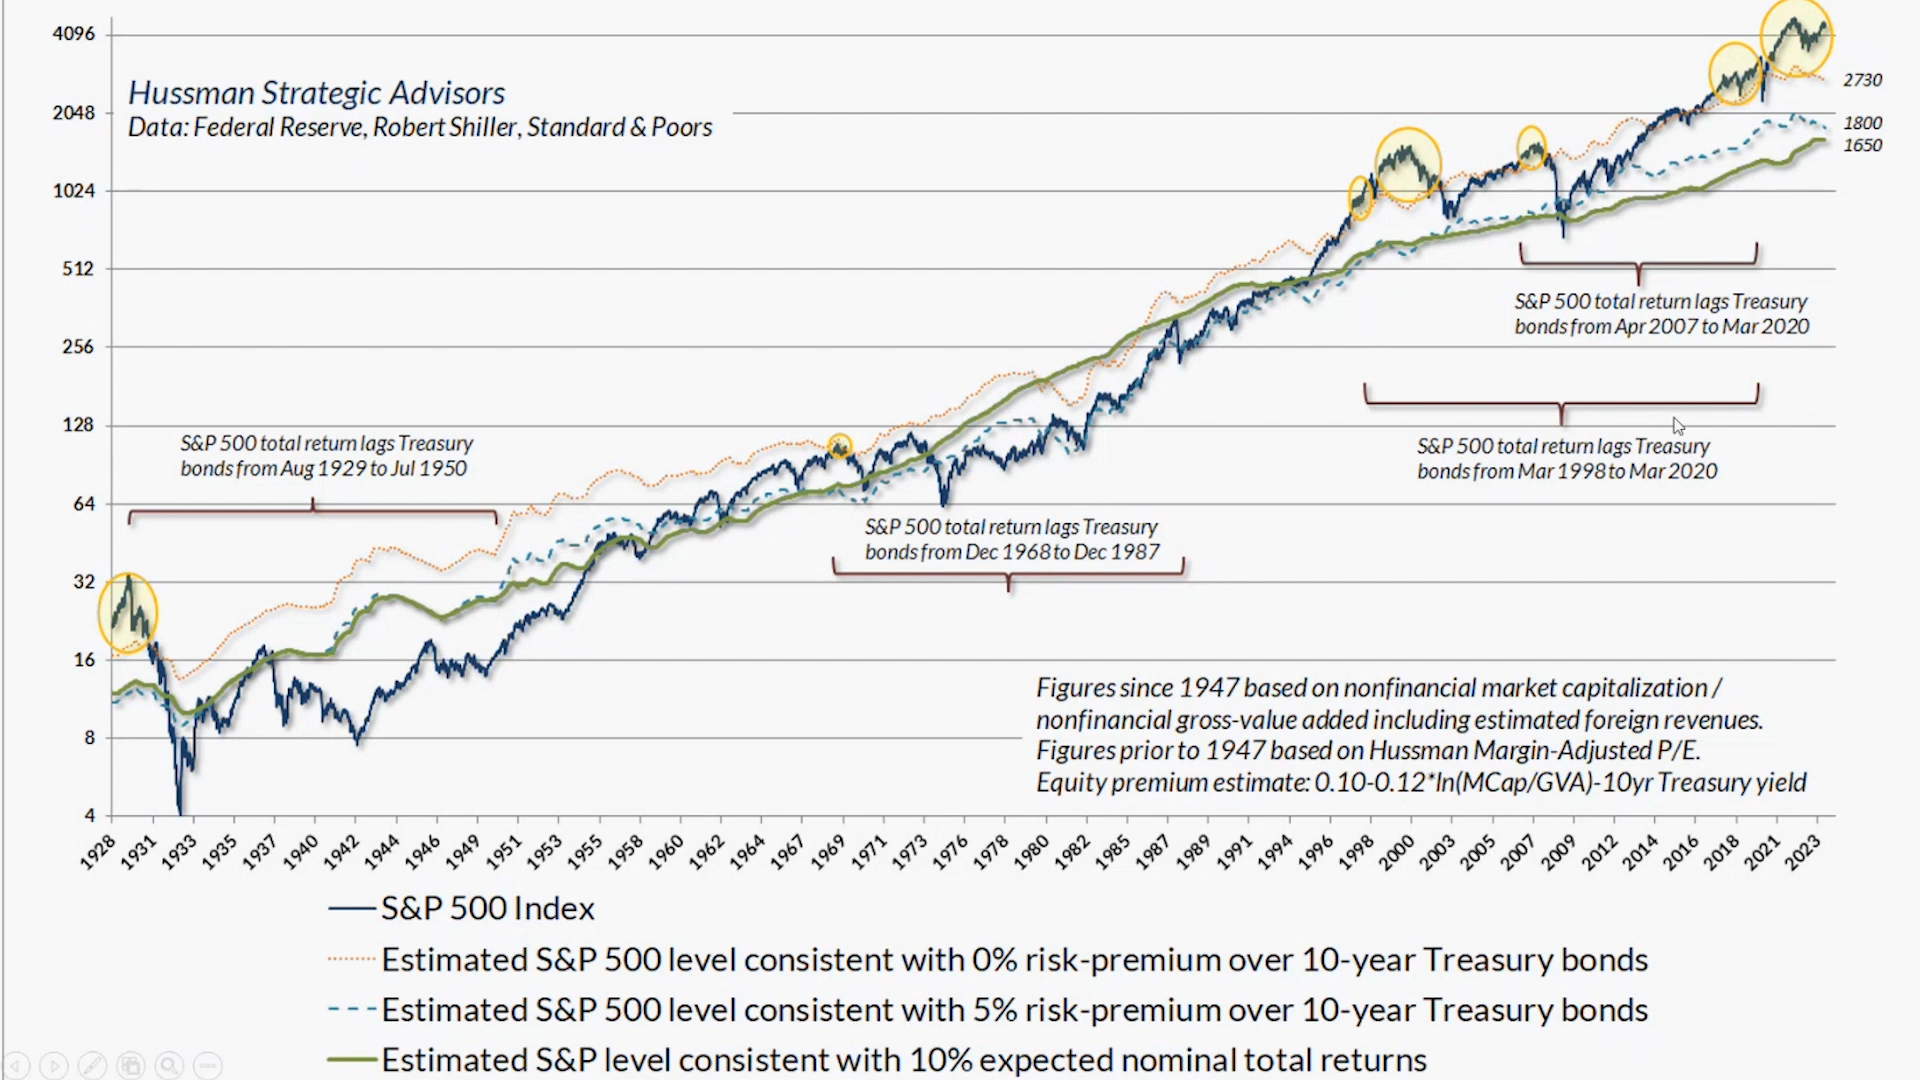 4096
2048
1024
512
256
128
64
32
16
8
4
Hussman Strategic Advisors
Data: Federal Reserve, Robert Shiller, Standard & Poors
2730
1800
1650
S&P 500 total return lags Treasury
bonds from Apr 2007 to Mar 2020
S&P 500 total return lags Treasury
bonds from Mar 1998 to Mar 2020
S&P 500 total return lags Treasury
bonds from Aug 1929 to Jul 1950
S&P 500 total return lags Treasury
bonds from Dec 1968 to Dec 1987
Figures since 1947 based on nonfinancial market capitalization /
nonfinancial gross-value added including estimated foreign revenues.
Figures prior to 1947 based on Hussman Margin-Adjusted P/E.
Equity premium estimate: 0.10-0.12*ln(MCap/GVA)-10yr Treasury yield
1928 1931 1933 1935 1937 1940 1942 1944 1946 1949 1951 1953 1955 1958 1960 1962 1964 1967 1969 1971 1973 1976 1978 1980 1982 1985 1987 1989 1991 1994 1996 1998 2000 2003 2005 2007 2009 2012 2014 2016 2018 2021 2023
S&P 500 Index
Estimated S&P 500 level consistent with 0% risk-premium over 10-year Treasury bonds
Estimated S&P 500 level consistent with 5% risk-premium over 10-year Treasury bonds
Estimated S&P level consistent with 10% expected nominal total returns